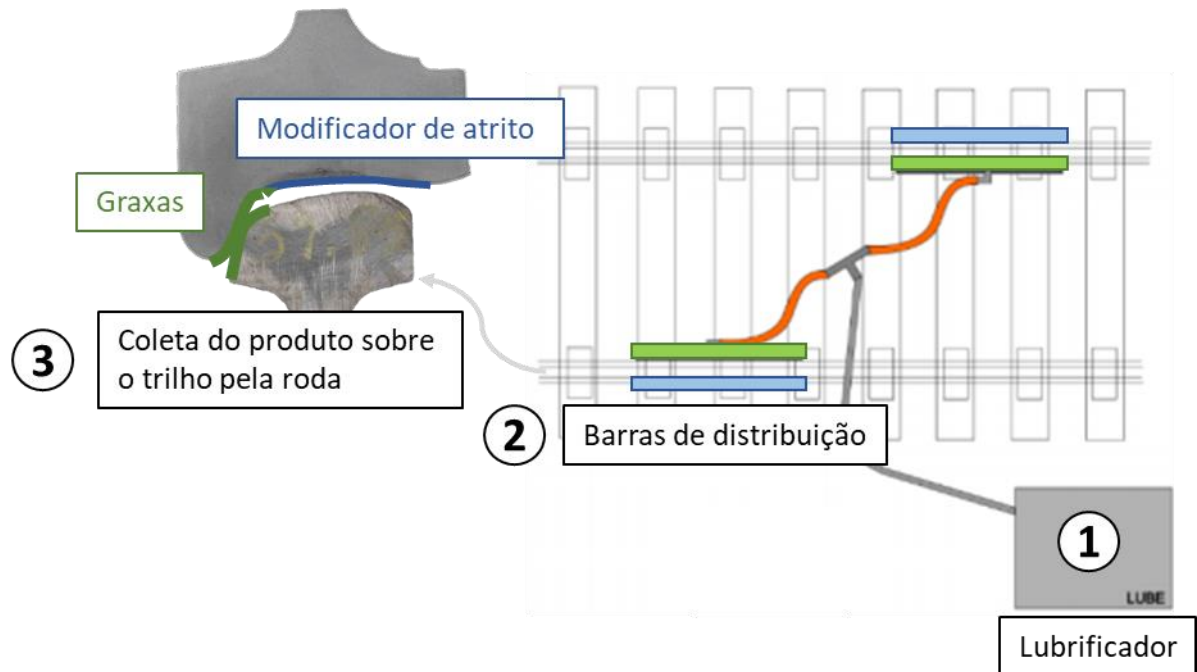 Modificador de atrito
Graxas
3
Coleta do produto sobre
o trilho pela roda
2
Barras de distribuição
1
LUBE
Lubrificador